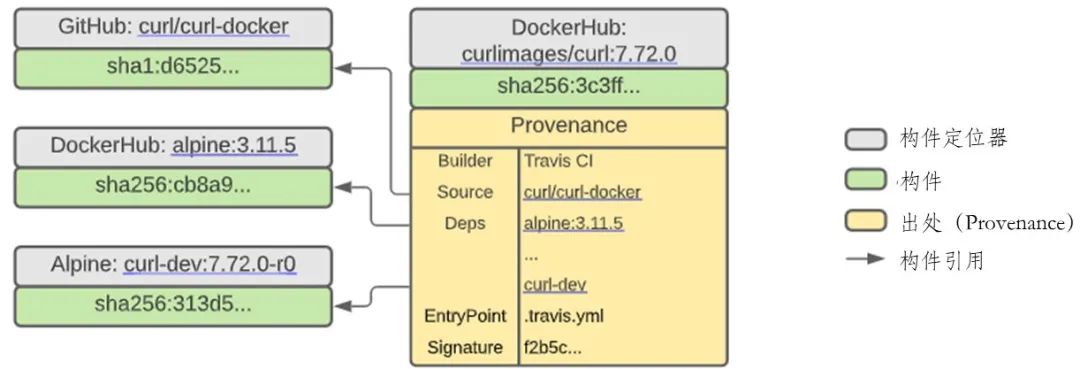 GitHub: curl/curl-docker
sha1:d6525...
DockerHub: alpine:3.11.5
sha256:cb8a9...
Alpine: curl-dev:7.72.0-r0
sha256:313d5...
DockerHub:
curlimages/curl:7.72.0
sha256:3c3ff...
Provenance
Builder Travis CI
Source curl/curl-docker
Deps alpine:3.11.5
...
curl-dev
EntryPoint .travis.yml
Signature f2b5c...
构件定位器
构件
出处（Provenance）
构件引用